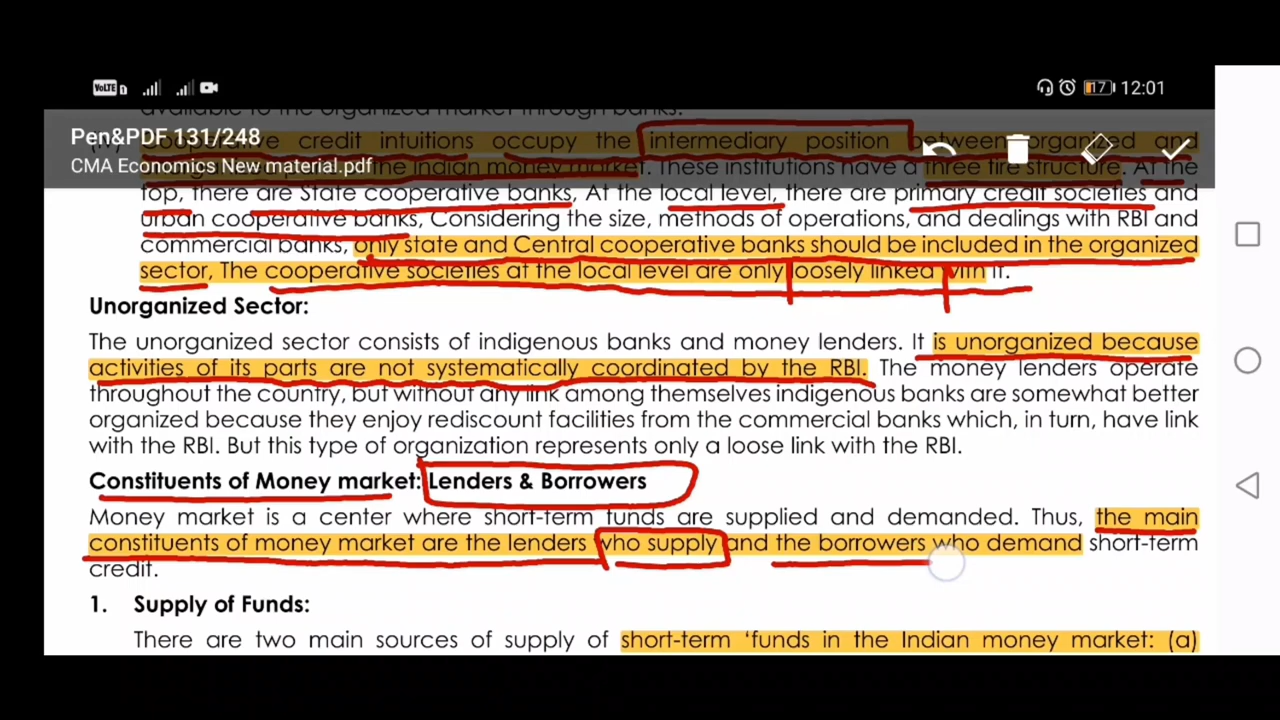 VoLTE 17 12:01
available to the organized market through banks.
Pen&PDF 131/248
CMA Economics New material.pdf
cooperative credit intuitions occupy the intermediary position between organized and
the Indian money market. These institutions have a three tire structure. At the
top, there are State cooperative banks, At the local level, there are primary credit societies and
urban cooperative banks, Considering the size, methods of operations, and dealings with RBI and
commercial banks, only state and Central cooperative banks should be included in the organized
sector, The cooperative societies at the local level are only loosely linked with it.
Unorganized Sector:
The unorganized sector consists of indigenous banks and money lenders. It is unorganized because
activities of its parts are not systematically coordinated by the RBI. The money lenders operate
throughout the country, but without any link among themselves indigenous banks are somewhat better
organized because they enjoy rediscount facilities from the commercial banks which, in turn, have link
with the RBI. But this type of organization represents only a loose link with the RBI.
Constituents of Money market: Lenders & Borrowers
Money market is a center where short-term funds are supplied and demanded. Thus, the main
constituents of money market are the lenders who supply and the borrowers who demand short-term
credit.
1. Supply of Funds:
There are two main sources of supply of short-term ‘funds in the Indian money market: (a)